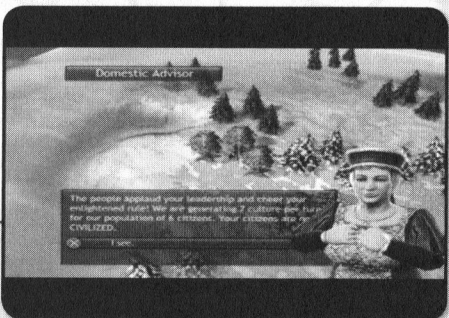 Domestic Advisor
The people applaud your leadership and cheer your
enlightened rule! We are generating 7 culture per turn
for our population of 6 citizens. Your citizens are
CIVILIZED.
I see.